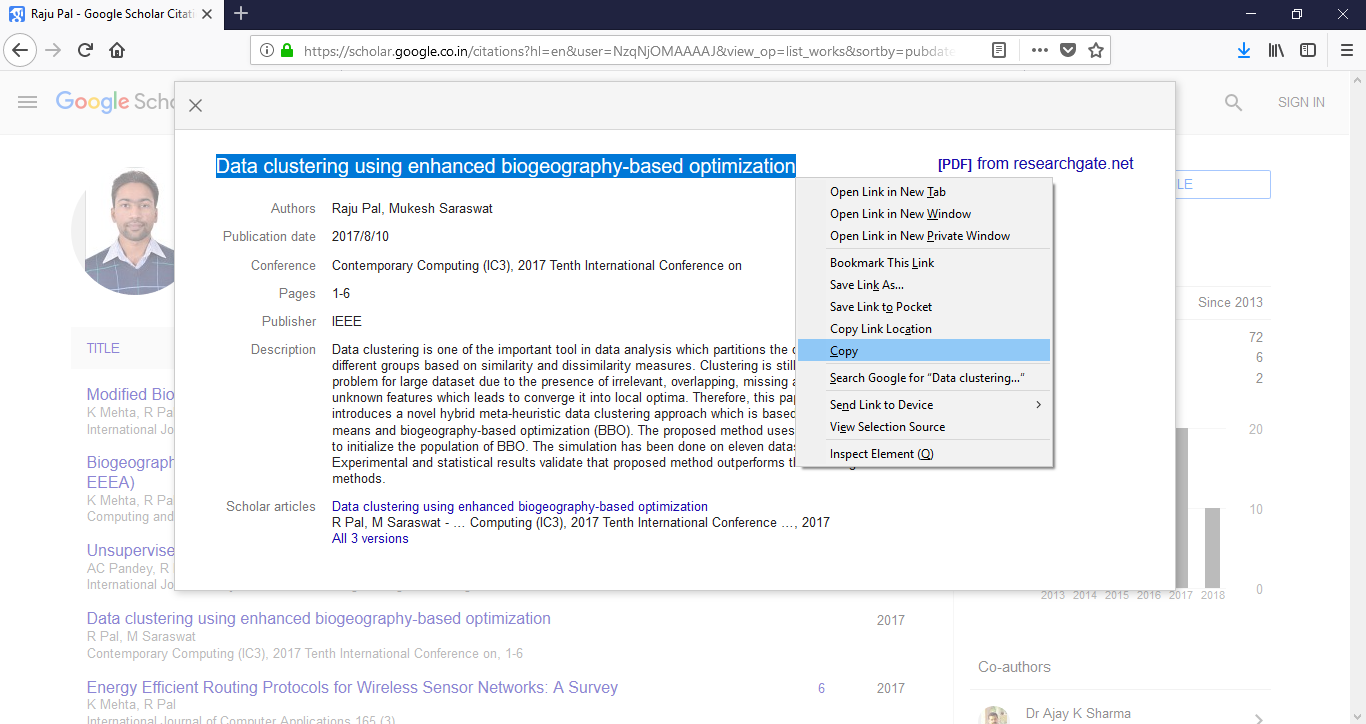 Raju Pal - Google Scholar Citati
https://scholar.google.co.in/citations?hl=en&user=NzqNjOMAAAAJ&view_op=list_works&sortby=pubdate
Google Scho
SIGN IN
Data clustering using enhanced biogeography-based optimization
[PDF] from researchgate.net
Authors Raju Pal, Mukesh Saraswat
Publication date 2017/8/10
Conference Contemporary Computing (IC3), 2017 Tenth International Conference on
Pages 1-6
Publisher IEEE
Description Data clustering is one of the important tool in data analysis which partitions the
different groups based on similarity and dissimilarity measures. Clustering is still
problem for large dataset due to the presence of irrelevant, overlapping, missing
unknown features which leads to converge it into local optima. Therefore, this pap
introduces a novel hybrid meta-heuristic data clustering approach which is based
means and biogeography-based optimization (BBO). The proposed method uses
to initialize the population of BBO. The simulation has been done on eleven datas
Experimental and statistical results validate that proposed method outperforms
methods.
Scholar articles Data clustering using enhanced biogeography-based optimization
R Pal, M Saraswat - … Computing (IC3), 2017 Tenth International Conference …, 2017
All 3 versions
Open Link in New Tab
Open Link in New Window
Open Link in New Private Window
Bookmark This Link
Save Link As...
Save Link to Pocket
Copy Link Location
Copy
Search Google for “Data clustering...”
Send Link to Device
View Selection Source
Inspect Element (Q)
LE
Since 2013
72
6
2
20
10
0
2013 2014 2015 2016 2017 2018
TITLE
Modified Bio
K Mehta, R Pa
International Jo
Biogeograph
EEEA)
K Mehta, R Pa
Computing and
Unsupervise
AC Pandey, R
International Jo
Data clustering using enhanced biogeography-based optimization 2017
R Pal, M Saraswat
Contemporary Computing (IC3), 2017 Tenth International Conference on, 1-6
Energy Efficient Routing Protocols for Wireless Sensor Networks: A Survey 6 2017
K Mehta, R Pal
International Journal of Computer Applications 165 (3)
Co-authors
Dr Ajay K Sharma